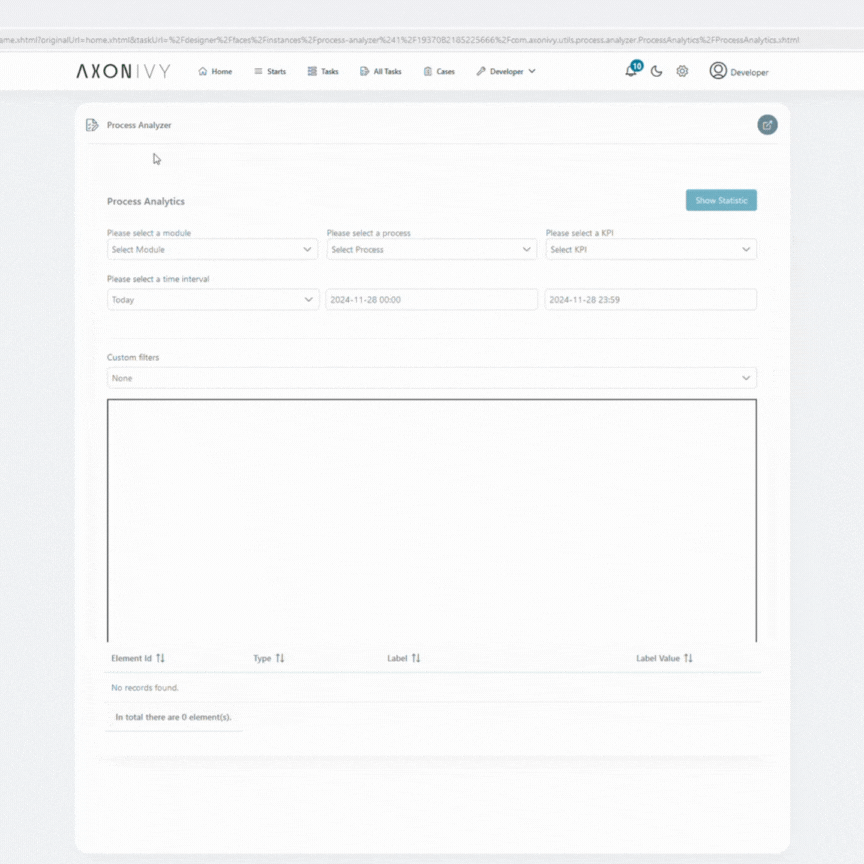 ame.xhtml?originalUrl=home.xhtml&taskUrl=%2Fdesigner%2Ffaces%2Finstances%2Fprocess-analyzer%241%2F1937082185225666%2Fcom.axonivy.utils.process.analyzer.ProcessAnalytics%2FProcessAnalytics.xhtml
AXONIVY Home Starts Tasks All Tasks Cases Developer 10 Developer
Process Analyzer
Process Analytics Show Statistic
Please select a module Please select a process Please select a KPI
Select Module Select Process Select KPI
Please select a time interval
Today 2024-11-28 00:00 2024-11-28 23:59
Custom filters
None
Element Id Type Label Label Value
No records found.
In total there are 0 element(s).